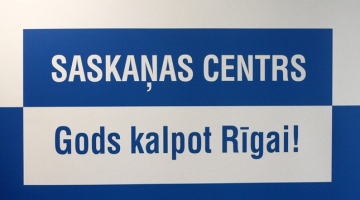 SASKAŅAS CENTRS
Gods kalpot Rīgai!